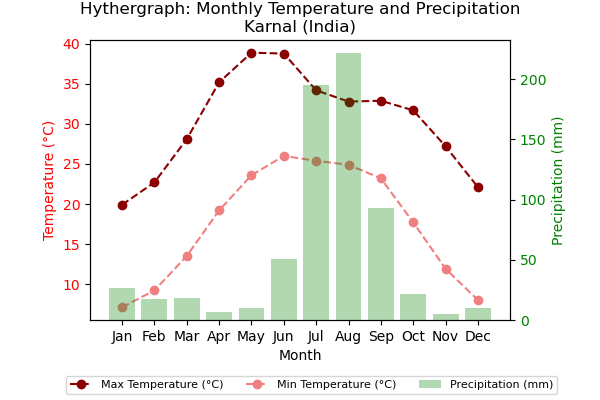 Hythergraph: Monthly Temperature and Precipitation
Karnal (India)
40
35
30
25
20
15
10
Temperature (°C)
200
150
100
50
0
Precipitation (mm)
Jan Feb Mar Apr May Jun Jul Aug Sep Oct Nov Dec
Month
Max Temperature (°C) Min Temperature (°C) Precipitation (mm)